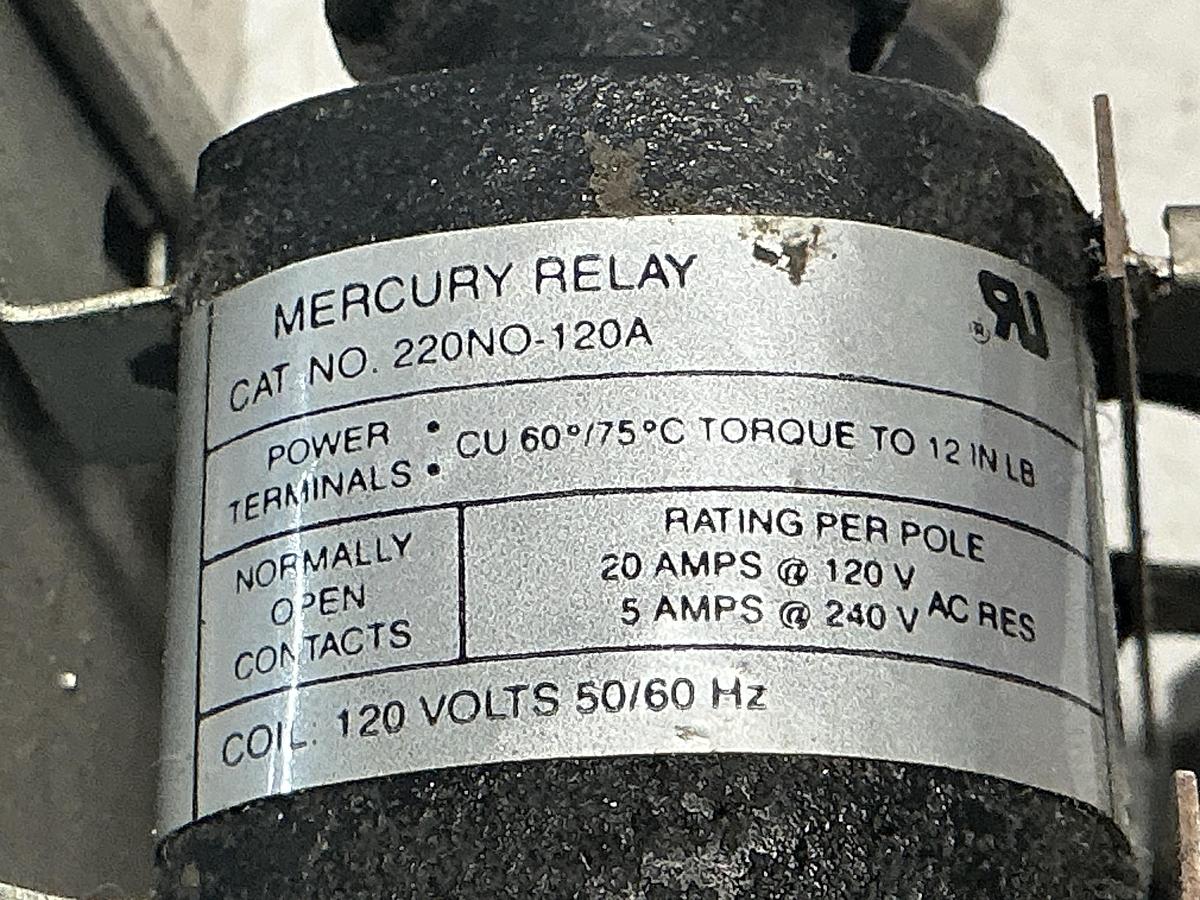 MERCURY RELAY
CAT NO. 220NO-120A
RU
®
POWER TERMINALS : CU 60°/75°C TORQUE TO 12 IN LB
NORMALLY
OPEN
CONTACTS
RATING PER POLE
20 AMPS @ 120 V
5 AMPS @ 240 V AC RES
COIL: 120 VOLTS 50/60 Hz